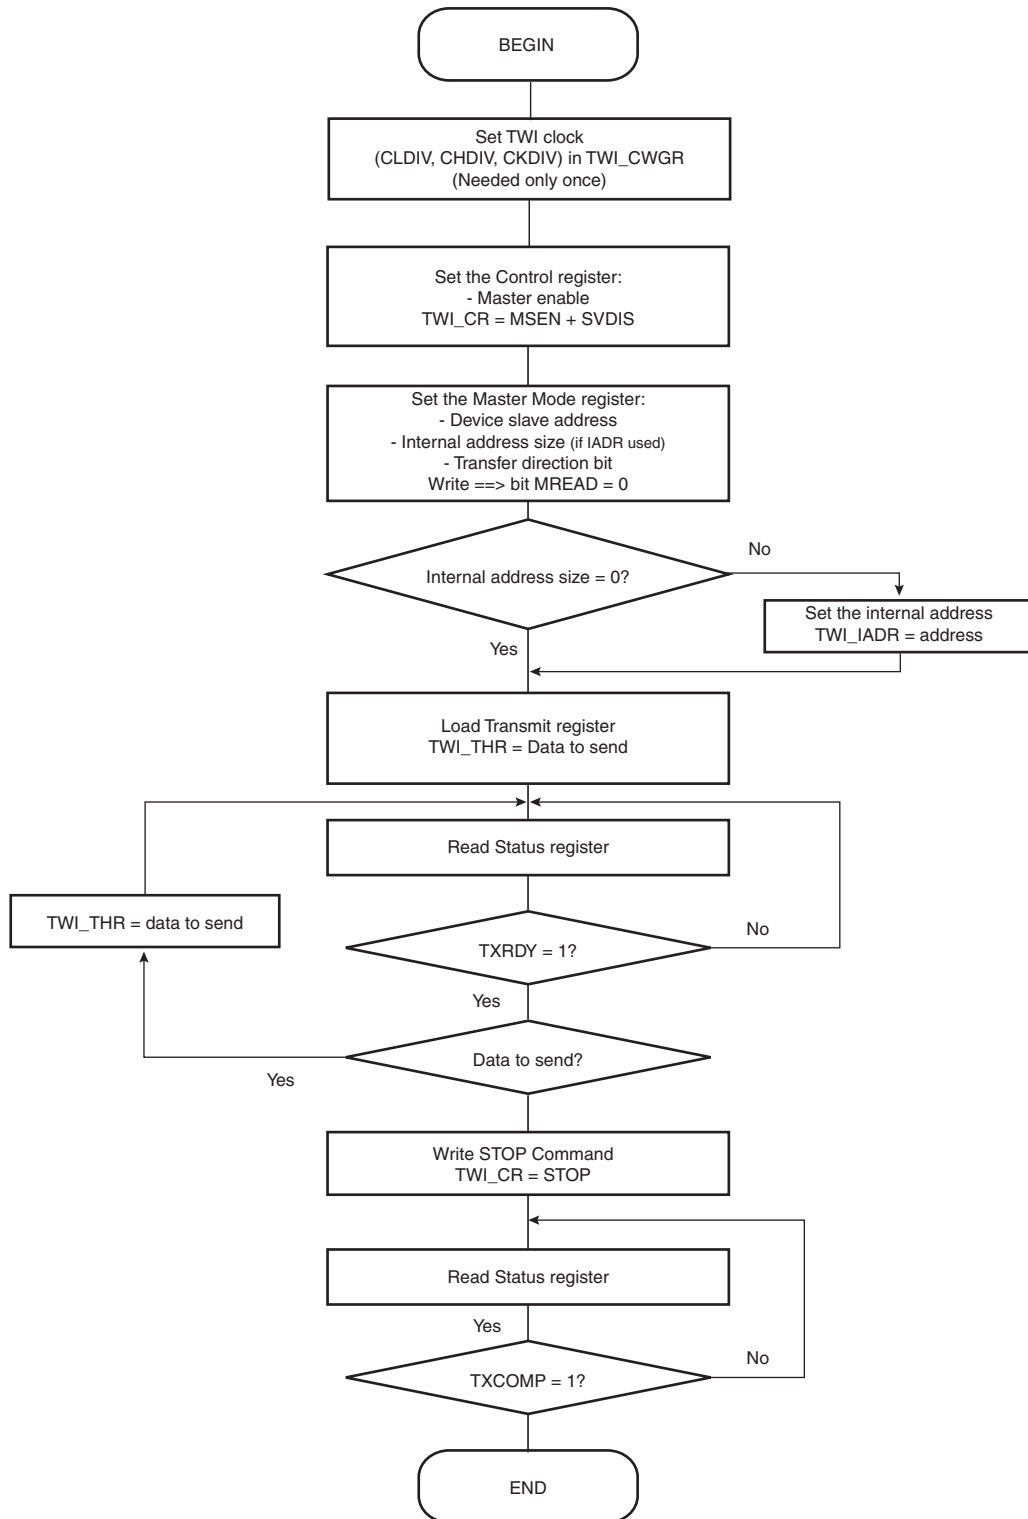 BEGIN
Set TWI clock
(CLDIV, CHDIV, CKDIV) in TWI_CWGR
(Needed only once)
Set the Control register:
- Master enable
TWI_CR = MSEN + SVDIS
Set the Master Mode register:
- Device slave address
- Internal address size (if IADR used)
- Transfer direction bit
Write ==> bit MREAD = 0
No
Internal address size = 0?
Set the internal address
TWI_IADR = address
Yes
Load Transmit register
TWI_THR = Data to send
Read Status register
TWI_THR = data to send
No
TXRDY = 1?
Yes
Data to send?
Yes
Write STOP Command
TWI_CR = STOP
Read Status register
Yes
No
TXCOMP = 1?
END